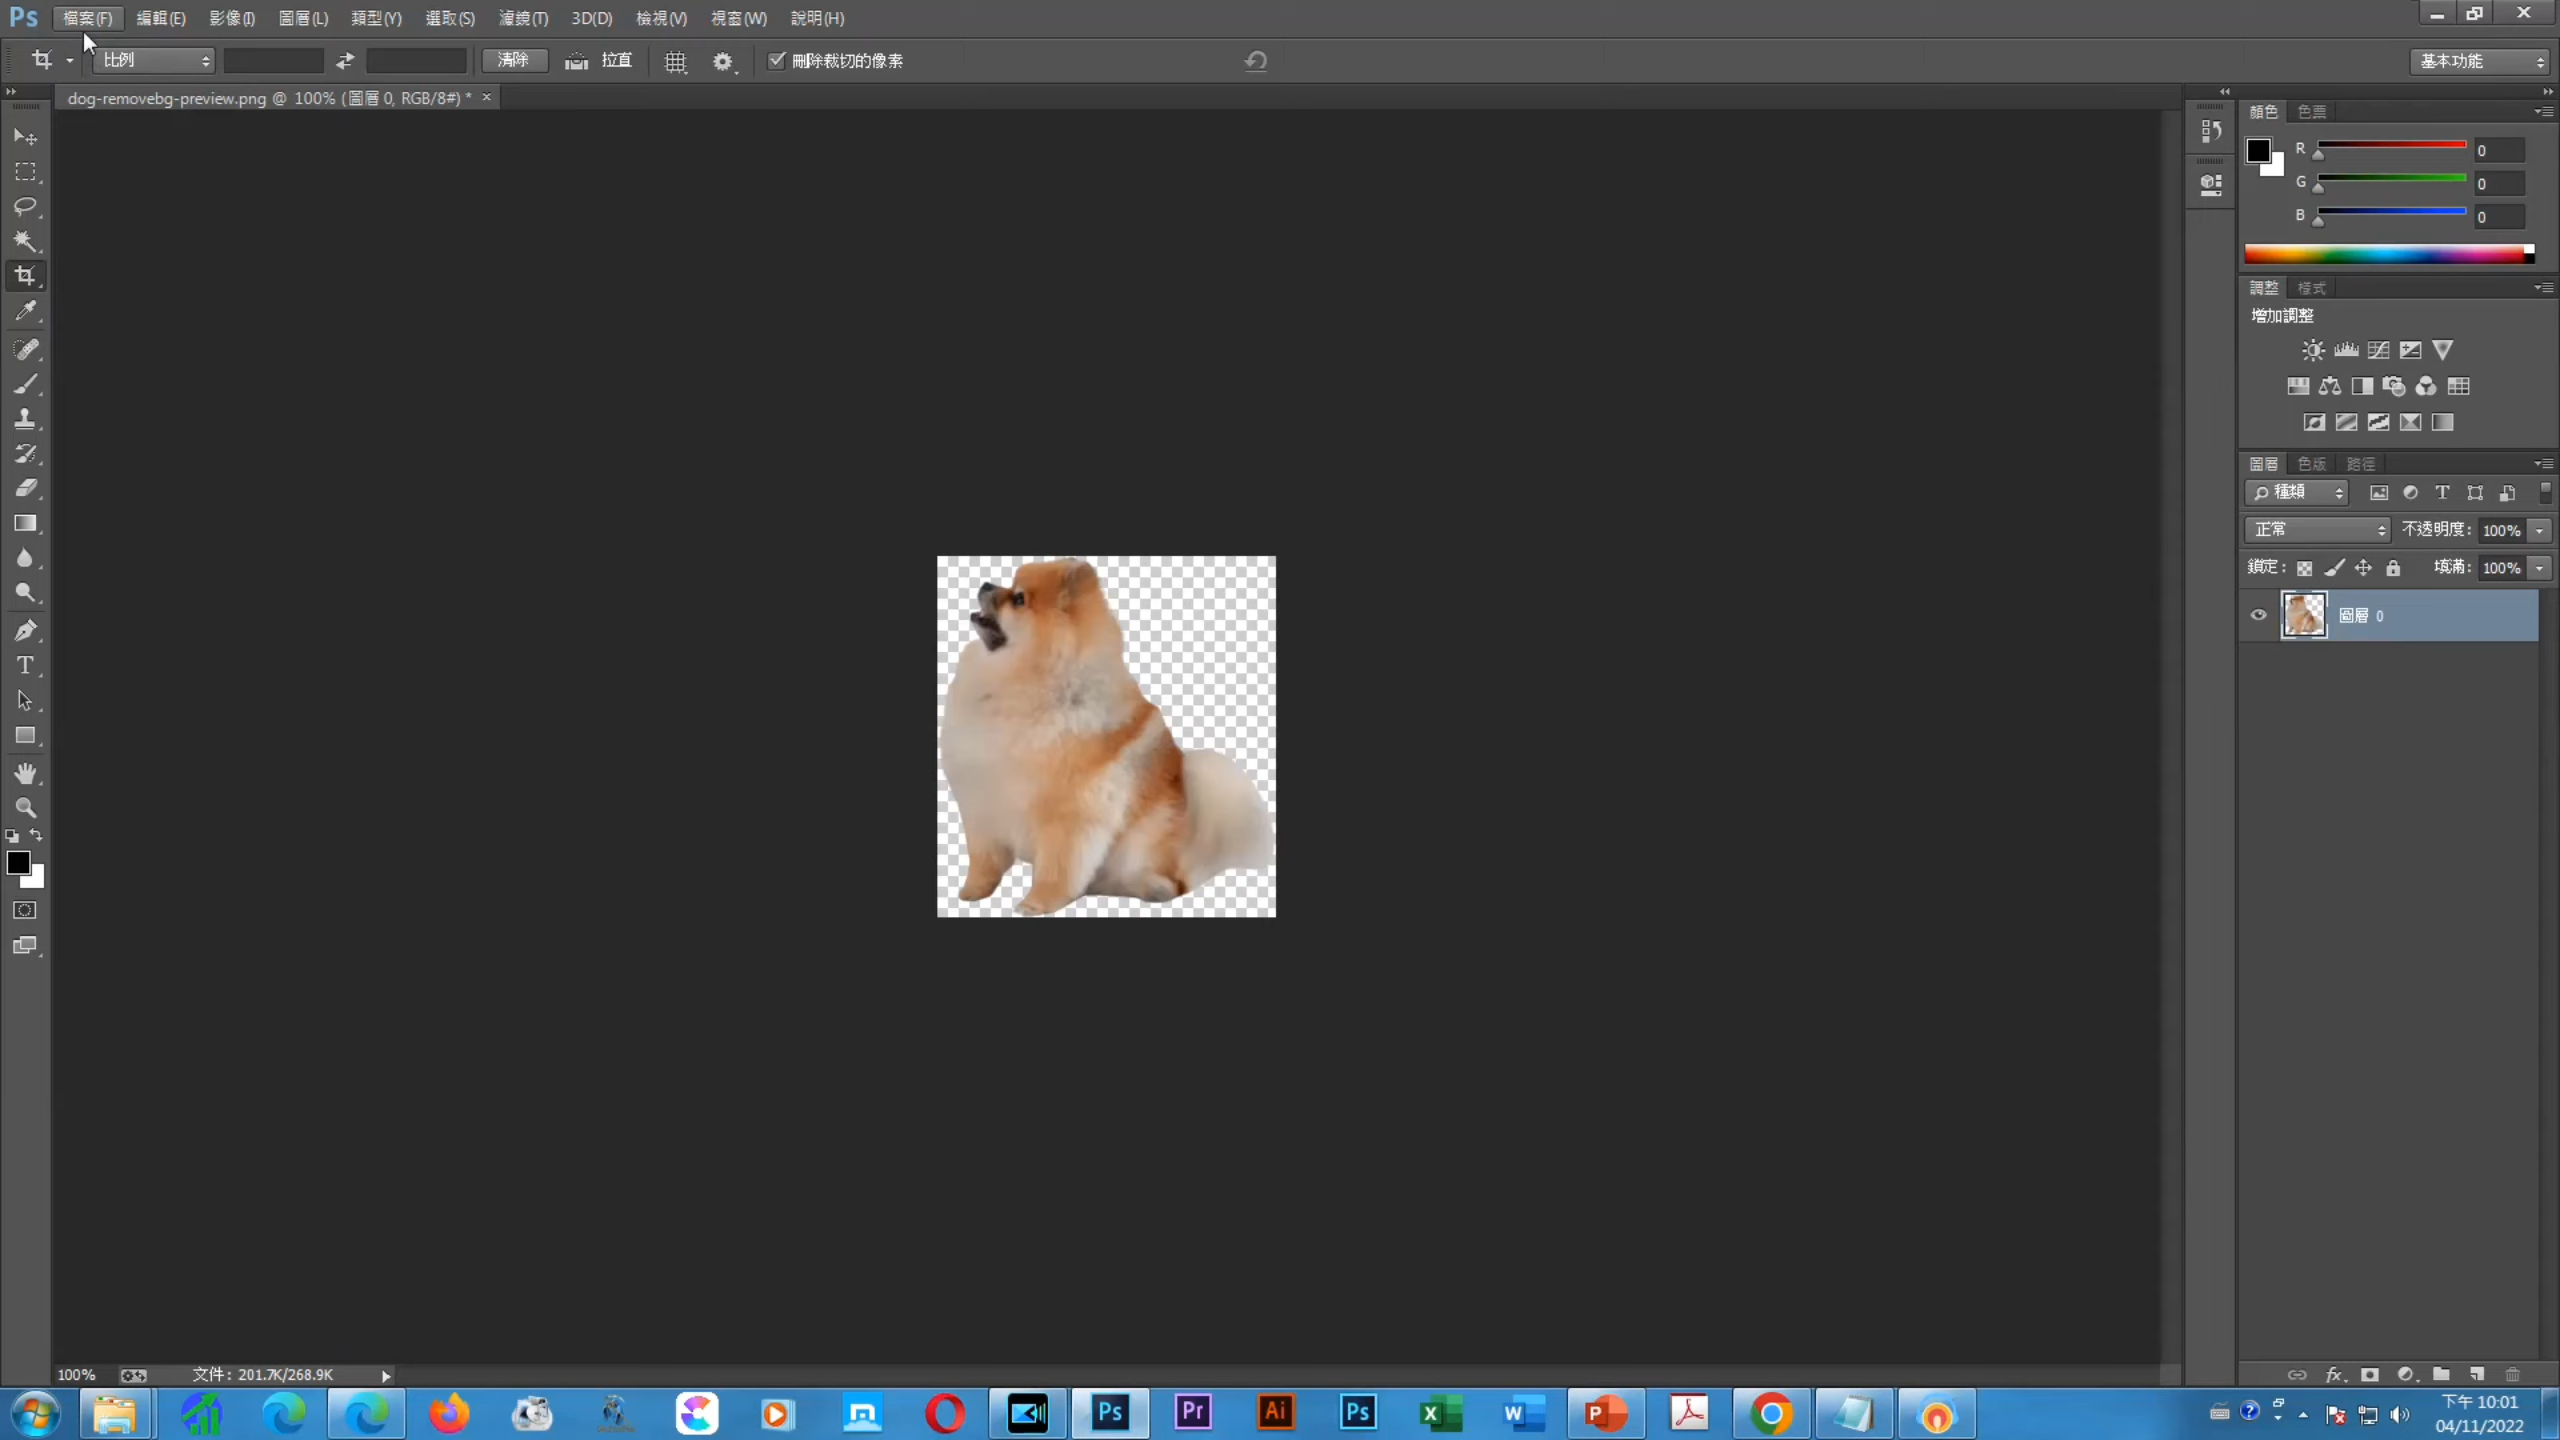 Ps 檔案(F) 編輯(E) 影像(I) 圖層(L) 類型(Y) 選取(S) 濾鏡(T) 3D(D) 檢視(V) 視窗(W) 說明(H)
比例 清除 拉直 刪除裁切的像素 基本功能
dog-removebg-preview.png @ 100% (圖層 0, RGB/8#) * ×
顏色 色票
R 0
G 0
B 0
調整 樣式
增加調整
圖層 色版 路徑
種類
正常 不透明度: 100%
鎖定: 填滿: 100%
圖層 0
100% 文件: 201.7K/268.9K
Ps Pr Ai Ps X W P
下午 10:01
04/11/2022